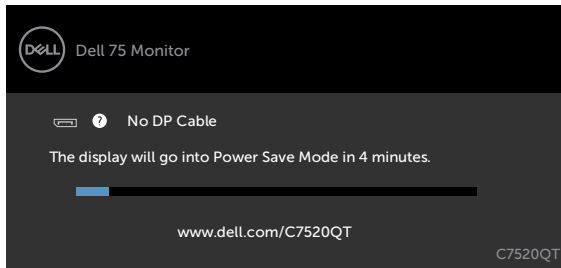 DELL
Dell 75 Monitor
? No DP Cable
The display will go into Power Save Mode in 4 minutes.
www.dell.com/C7520QT
C7520QT